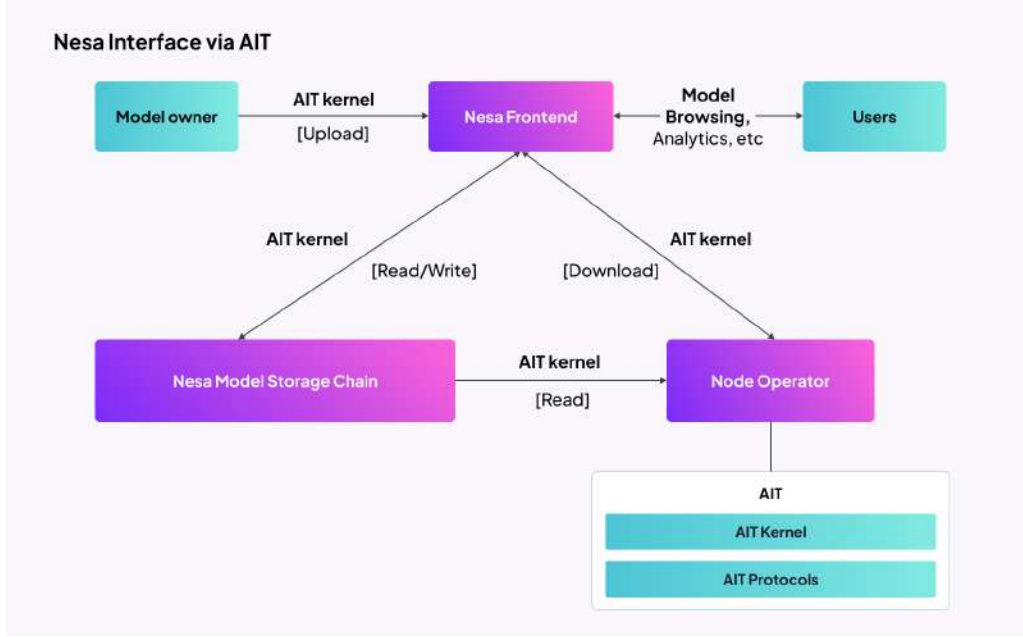 Nesa Interface via AIT
Model owner
AIT kernel
[Upload]
Nesa Frontend
Model
Browsing,
Analytics, etc
Users
AIT kernel
[Read/Write]
AIT kernel
[Download]
Nesa Model Storage Chain
AIT kernel
[Read]
Node Operator
AIT
AIT Kernel
AIT Protocols